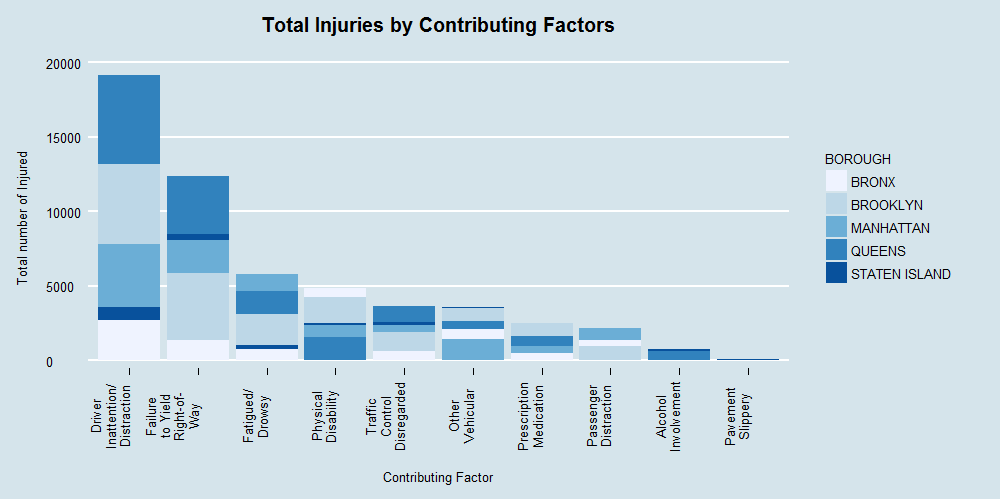 Total Injuries by Contributing Factors
Total number of Injured
20000
15000
10000
5000
0
Driver
Inattention/
Distraction
Failure
to Yield
Right-of-
Way
Fatigued/
Drowsy
Physical
Disability
Traffic
Control
Disregarded
Other
Vehicular
Prescription
Medication
Passenger
Distraction
Alcohol
Involvement
Pavement
Slippery
Contributing Factor
BOROUGH
BRONX
BROOKLYN
MANHATTAN
QUEENS
STATEN ISLAND